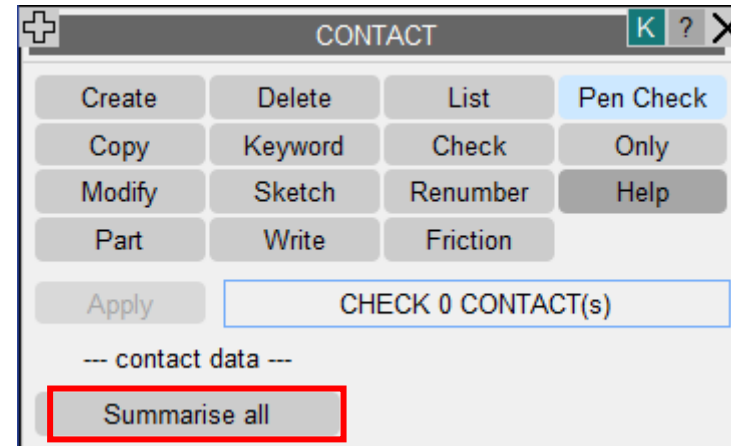 CONTACT K ? X
Create Delete List Pen Check
Copy Keyword Check Only
Modify Sketch Renumber Help
Part Write Friction
Apply CHECK 0 CONTACT(s)
--- contact data ---
Summarise all